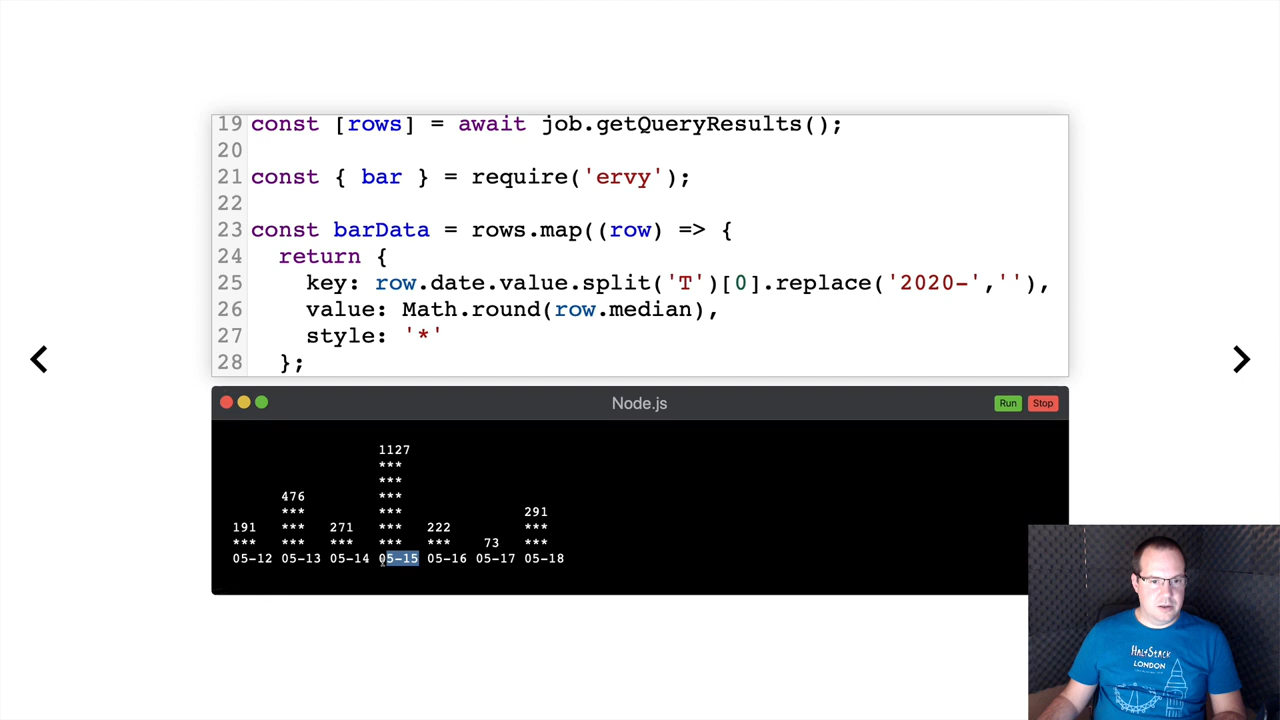 19 const [rows] = await job.getQueryResults();
20
21 const { bar } = require('ervy');
22
23 const barData = rows.map((row) => {
24   return {
25     key: row.date.value.split('T')[0].replace('2020-',''),
26     value: Math.round(row.median),
27     style: '*'
28   };
Node.js
Run Stop
1127
***
***
476 ***
*** ***
191 *** 271 *** 222 ***
291
*** *** *** *** *** 73 ***
05-12 05-13 05-14 05-15 05-16 05-17 05-18
HALFSTACK
LONDON